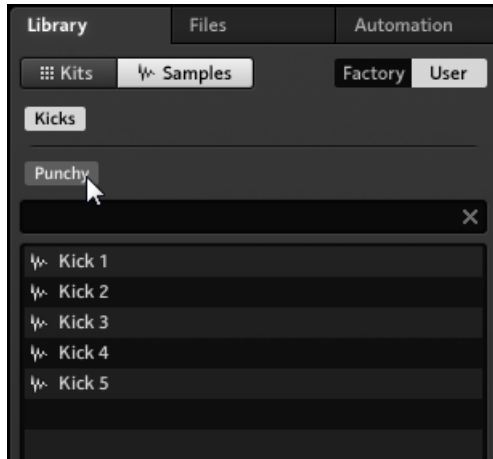 Library Files Automation
Kits Samples Factory User
Kicks
Punchy
Kick 1
Kick 2
Kick 3
Kick 4
Kick 5